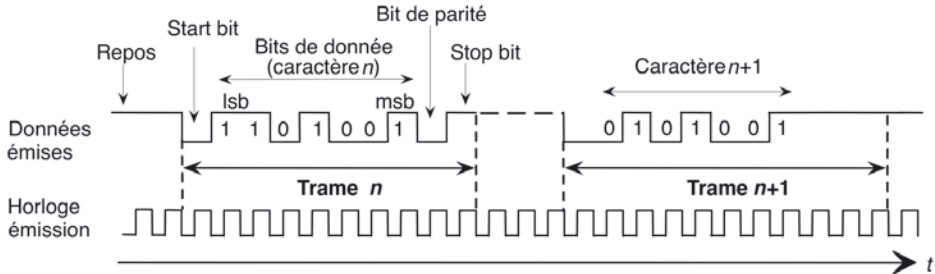 Bit de parité
Start bit
Bits de donnée
(caractère n)
Repos
Stop bit
Caractère n+1
lsb
msb
Données
émises
1 1 0 1 0 0 1
0 1 0 1 0 0 1
Trame n
Trame n+1
Horloge
émission
t